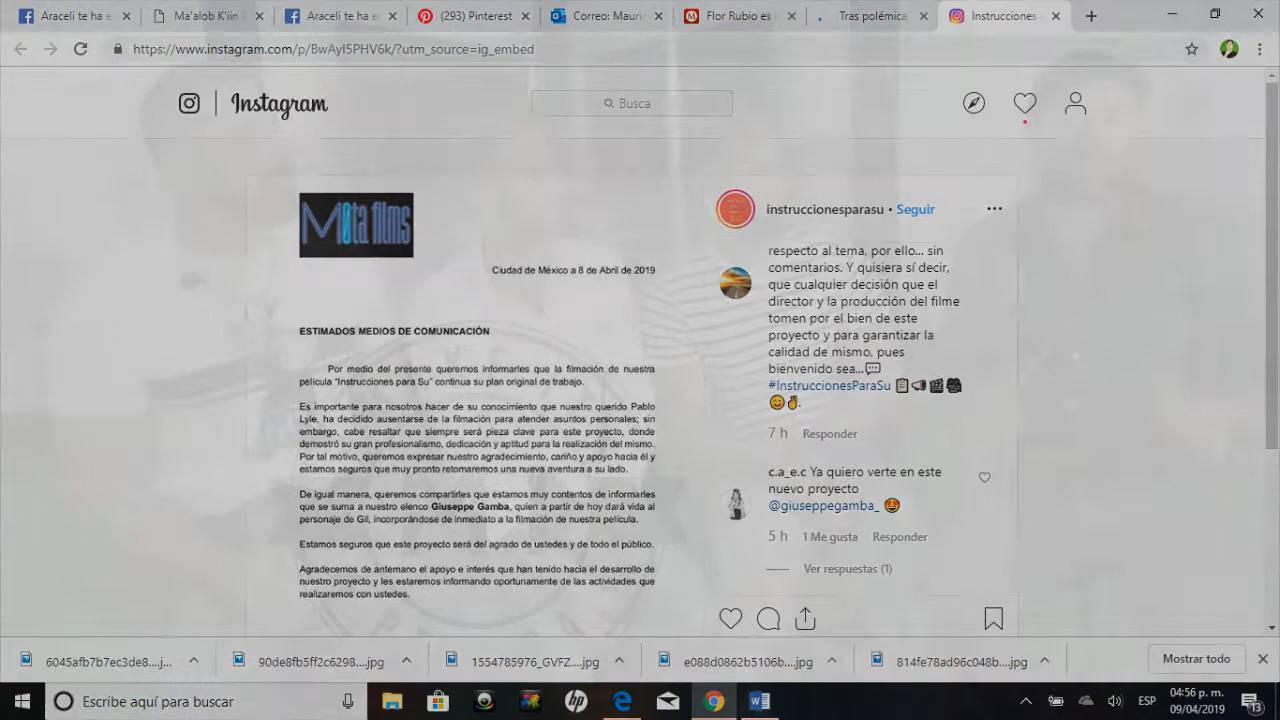 Araceli te ha e
Ma'alob K'iin
Araceli te ha er
(293) Pinterest
Correo: Mauric
Flor Rubio es
Tras polémica,
Instrucciones
https://www.instagram.com/p/BwAyI5PHV6k/?utm_source=ig_embed
Instagram
Busca
Mota films
Ciudad de México a 8 de Abril de 2019
ESTIMADOS MEDIOS DE COMUNICACIÓN
Por medio del presente queremos informarles que la filmación de nuestra
película "Instrucciones para Su" continua su plan original de trabajo.
Es importante para nosotros hacer de su conocimiento que nuestro querido Pablo
Lyle, ha decidido ausentarse de la filmación para atender asuntos personales; sin
embargo, cabe resaltar que siempre será pieza clave para este proyecto, donde
demostró su gran profesionalismo, dedicación y aptitud para la realización del mismo.
Por tal motivo, queremos expresar nuestro agradecimiento, cariño y apoyo hacia él y
estamos seguros que muy pronto retomaremos una nueva aventura a su lado.
De igual manera, queremos compartirles que estamos muy contentos de informarles
que se suma a nuestro elenco Giuseppe Gamba, quien a partir de hoy dará vida al
personaje de Gil, incorporándose de inmediato a la filmación de nuestra película.
Estamos seguros que este proyecto será del agrado de ustedes y de todo el público.
Agradecemos de antemano el apoyo e interés que han tenido hacia el desarrollo de
nuestro proyecto y les estaremos informando oportunamente de las actividades que
realizaremos con ustedes.
instruccionesparasu • Seguir
respecto al tema, por ello... sin
comentarios. Y quisiera sí decir,
que cualquier decisión que el
director y la producción del filme
tomen por el bien de este
proyecto y para garantizar la
calidad de mismo, pues
bienvenido sea...💬
#InstruccionesParaSu 📋📢🎬🎥
😊✌.
7 h Responder
c.a_e.c Ya quiero verte en este
nuevo proyecto
@giuseppegamba_ 🤩
5 h 1 Me gusta Responder
Ver respuestas (1)
6045afb7b7ec3de8....j...
90de8fb5ff2c6298....jpg
1554785976_GVFZ....jpg
e088d0862b5106b....jpg
814fe78ad96c048b....jpg
Mostrar todo
Escribe aquí para buscar
hp
ESP
04:56 p. m.
09/04/2019
13